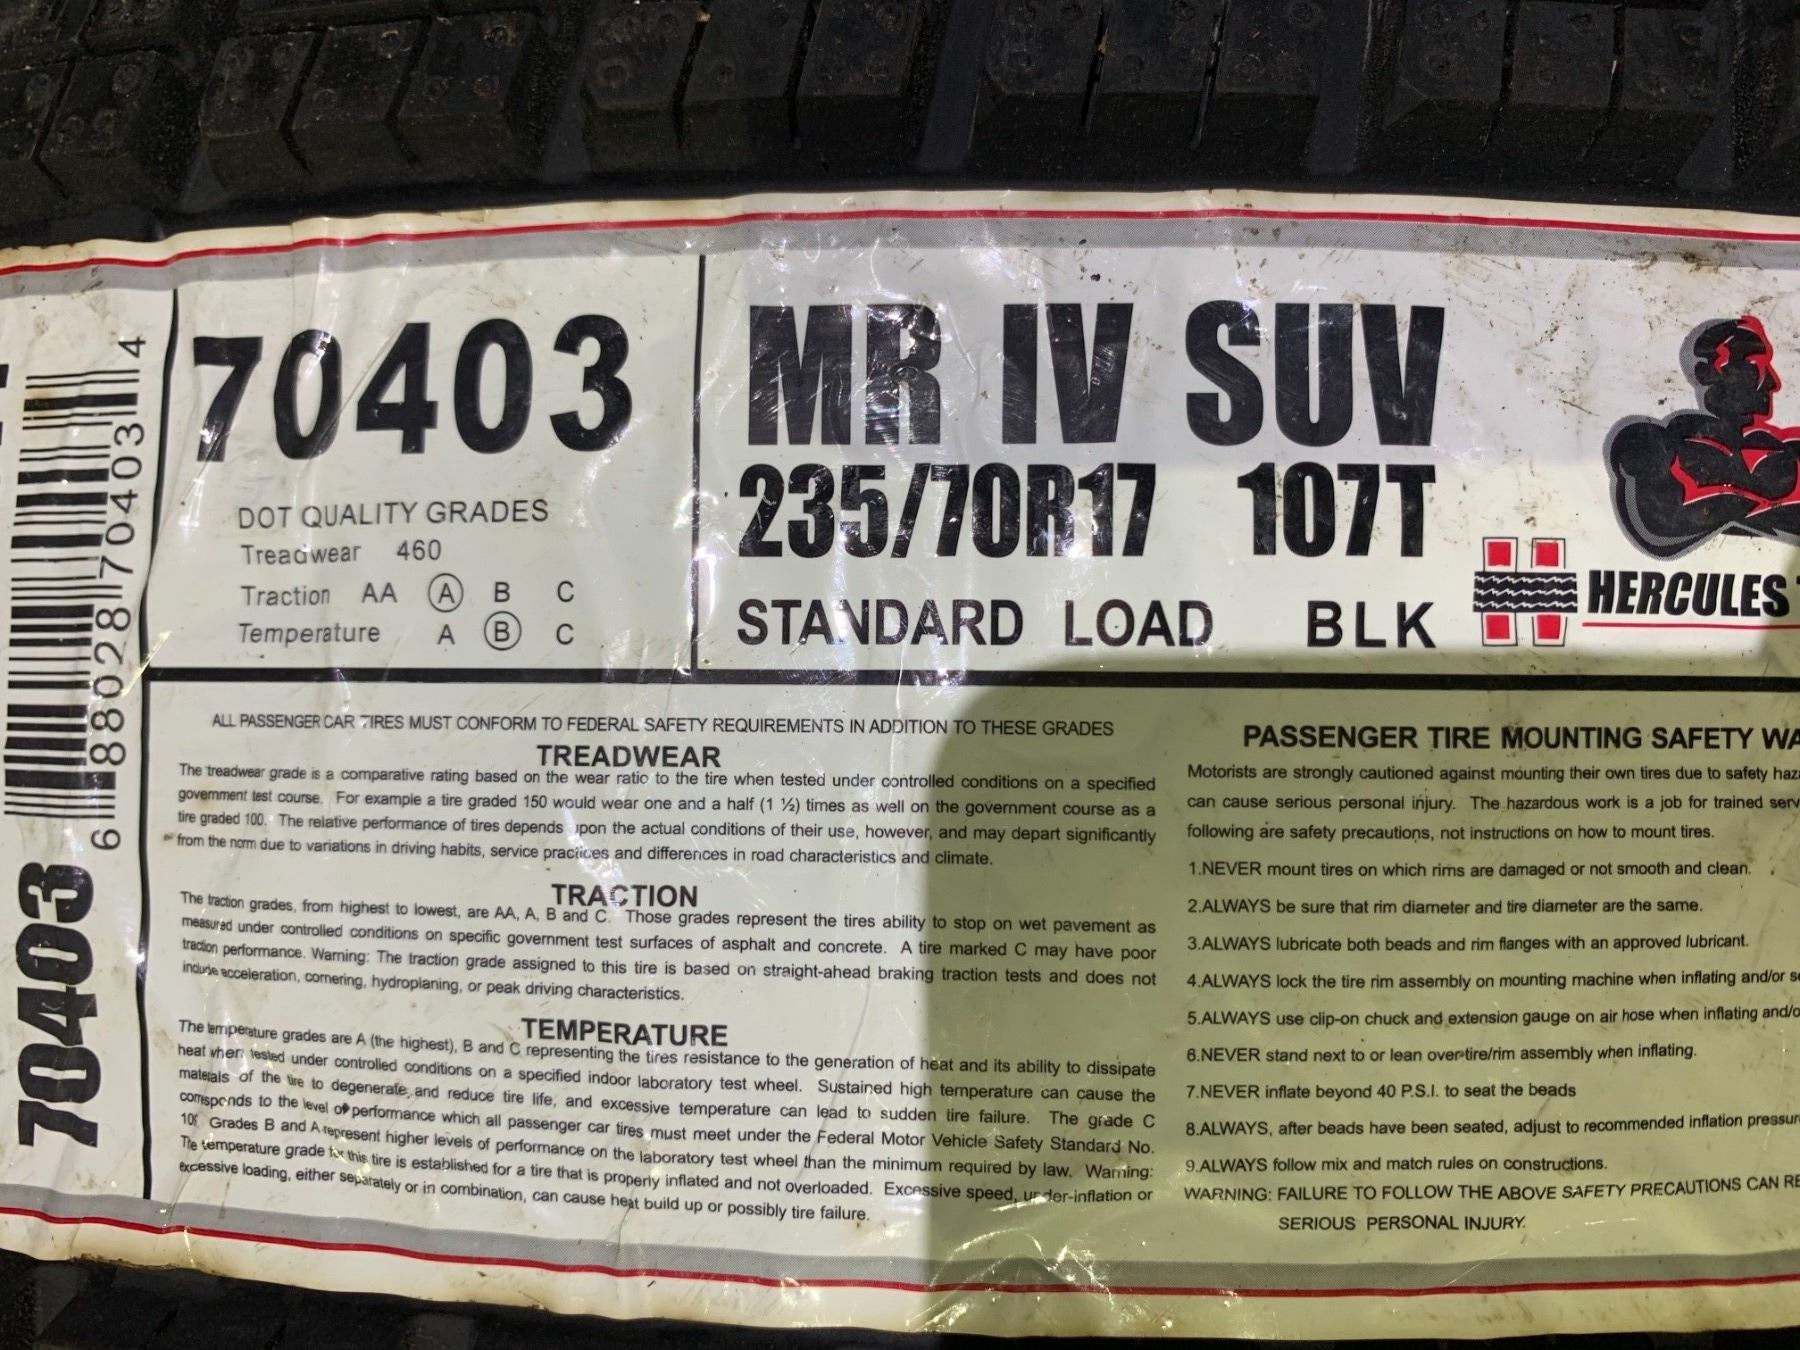 70403
6 88028 70403 4
70403
DOT QUALITY GRADES
Treadwear 460
Traction AA A B C
Temperature A B C
MR IV SUV
235/70R17 107T
STANDARD LOAD BLK
HERCULES
ALL PASSENGER CAR TIRES MUST CONFORM TO FEDERAL SAFETY REQUIREMENTS IN ADDITION TO THESE GRADES
TREADWEAR
The treadwear grade is a comparative rating based on the wear ratio to the tire when tested under controlled conditions on a specified
government test course. For example a tire graded 150 would wear one and a half (1 ½) times as well on the government course as a
tire graded 100. The relative performance of tires depends upon the actual conditions of their use, however, and may depart significantly
from the norm due to variations in driving habits, service practices and differences in road characteristics and climate.
TRACTION
The traction grades, from highest to lowest, are AA, A, B and C. Those grades represent the tires ability to stop on wet pavement as
measured under controlled conditions on specific government test surfaces of asphalt and concrete. A tire marked C may have poor
traction performance. Warning: The traction grade assigned to this tire is based on straight-ahead braking traction tests and does not
include acceleration, cornering, hydroplaning, or peak driving characteristics.
TEMPERATURE
The temperature grades are A (the highest), B and C representing the tires resistance to the generation of heat and its ability to dissipate
heat when tested under controlled conditions on a specified indoor laboratory test wheel. Sustained high temperature can cause the
materials of the tire to degenerate and reduce tire life, and excessive temperature can lead to sudden tire failure. The grade C
corrisponds to the level of performance which all passenger car tires must meet under the Federal Motor Vehicle Safety Standard No.
Grades B and A represent higher levels of performance on the laboratory test wheel than the minimum required by law. Warning:
The temperature grade for this tire is established for a tire that is properly inflated and not overloaded. Excessive speed, under-inflation or
excessive loading, either separately or in combination, can cause heat build up or possibly tire failure.
PASSENGER TIRE MOUNTING SAFETY WA
Motorists are strongly cautioned against mounting their own tires due to safety haz
can cause serious personal injury. The hazardous work is a job for trained serv
following are safety precautions, not instructions on how to mount tires.
1.NEVER mount tires on which rims are damaged or not smooth and clean.
2.ALWAYS be sure that rim diameter and tire diameter are the same.
3.ALWAYS lubricate both beads and rim flanges with an approved lubricant.
4.ALWAYS lock the tire rim assembly on mounting machine when inflating and/or se
5.ALWAYS use clip-on chuck and extension gauge on air hose when inflating and/o
6.NEVER stand next to or lean over tire/rim assembly when inflating.
7.NEVER inflate beyond 40 P.S.I. to seat the beads
8.ALWAYS, after beads have been seated, adjust to recommended inflation pressur
9.ALWAYS follow mix and match rules on constructions.
WARNING: FAILURE TO FOLLOW THE ABOVE SAFETY PRECAUTIONS CAN RE
SERIOUS PERSONAL INJURY.